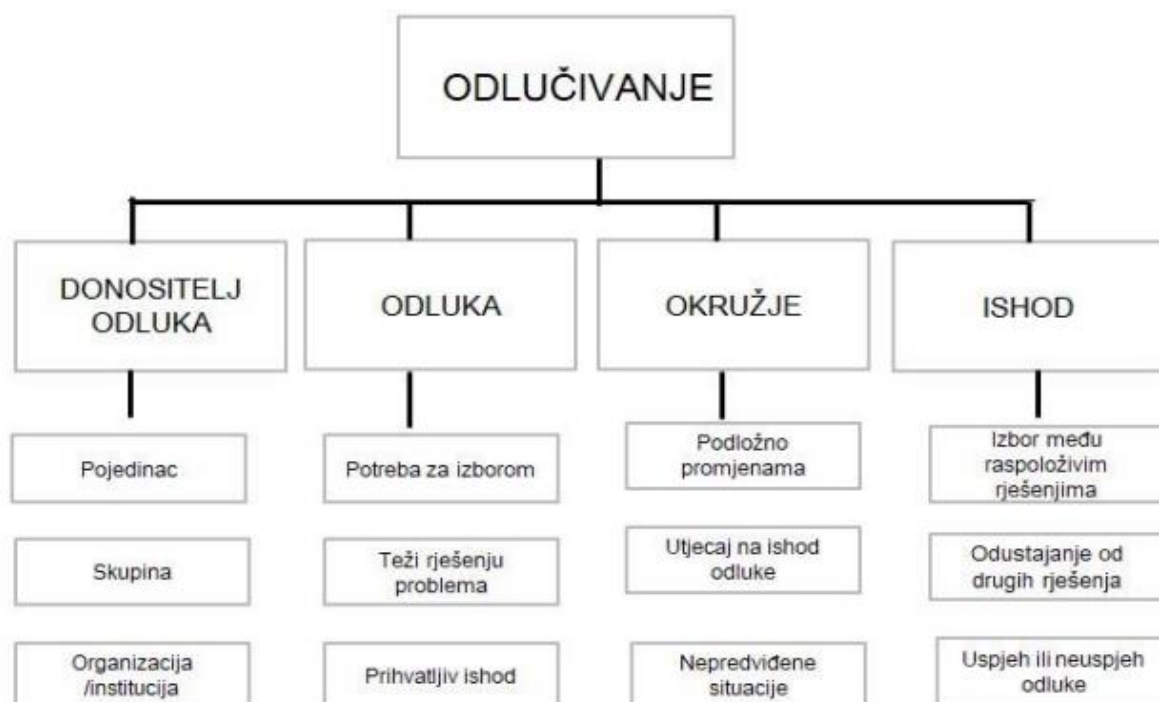 ODLUČIVANJE
DONOSITELJ
ODLUKA
ODLUKA
OKRUŽJE
ISHOD
Pojedinac
Potreba za izborom
Podložno
promjenama
Izbor među
raspoloživim
rješenjima
Skupina
Teži rješenju
problema
Utjecaj na ishod
odluke
Odustajanje od
drugih rješenja
Organizacija
/institucija
Prihvatljiv ishod
Nepredviđene
situacije
Uspjeh ili neuspjeh
odluke